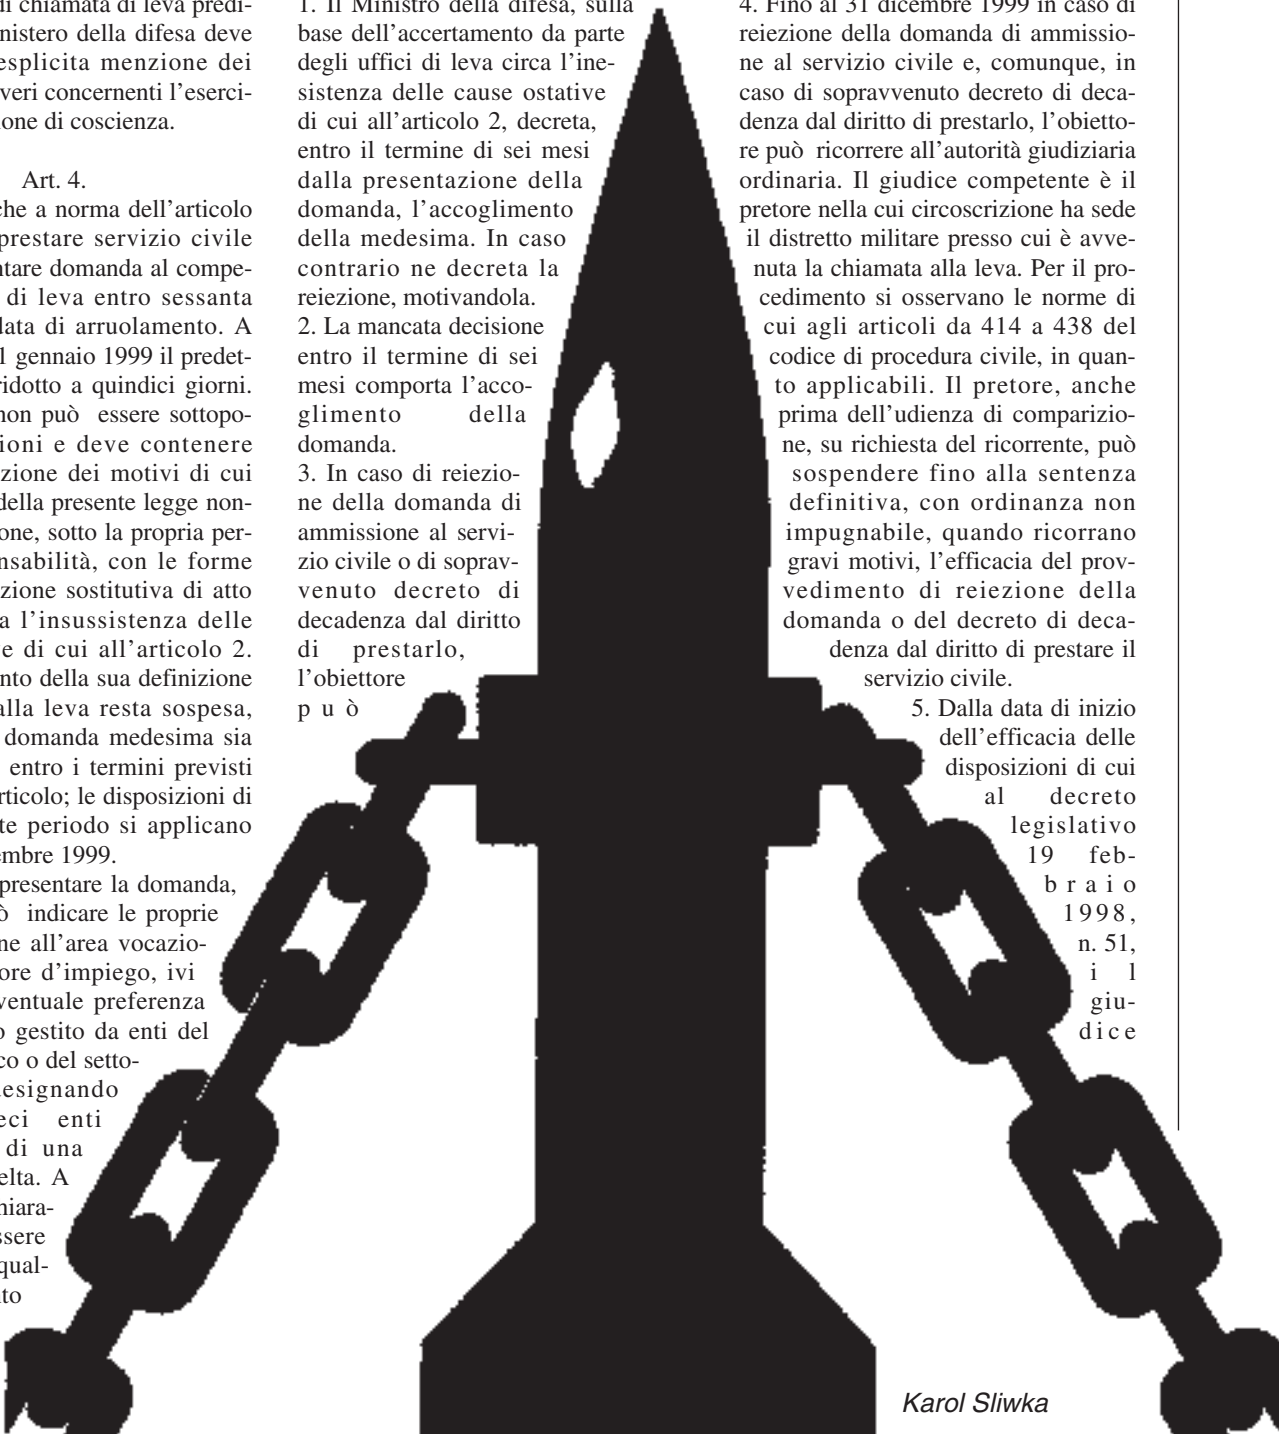 di chiamata di leva predi-
nistero della difesa deve
esplicita menzione dei
veri concernenti l'eserci-
ione di coscienza.
Art. 4.
che a norma dell'articolo
prestare servizio civile
ntare domanda al compe-
di leva entro sessanta
data di arruolamento. A
1 gennaio 1999 il predet-
ridotto a quindici giorni.
non può essere sottopo-
ioni e deve contenere
zione dei motivi di cui
della presente legge non-
one, sotto la propria per-
nsabilità, con le forme
zione sostitutiva di atto
a l'insussistenza delle
e di cui all'articolo 2.
nto della sua definizione
alla leva resta sospesa,
domanda medesima sia
entro i termini previsti
rticolo; le disposizioni di
te periodo si applicano
embre 1999.
presentare la domanda,
ò indicare le proprie
ne all'area vocazio-
ore d'impiego, ivi
ventuale preferenza
o gestito da enti del
co o del setto-
designando
eci enti
di una
elta. A
hiara-
ssere
qual-
nto
1. Il Ministro della difesa, sulla
base dell'accertamento da parte
degli uffici di leva circa l'ine-
sistenza delle cause ostative
di cui all'articolo 2, decreta,
entro il termine di sei mesi
dalla presentazione della
domanda, l'accoglimento
della medesima. In caso
contrario ne decreta la
reiezione, motivandola.
2. La mancata decisione
entro il termine di sei
mesi comporta l'acco-
glimento della
domanda.
3. In caso di reiezio-
ne della domanda di
ammissione al servi-
zio civile o di soprav-
venuto decreto di
decadenza dal diritto
di prestarlo,
l'obiettore
può
4. Fino al 31 dicembre 1999 in caso di
reiezione della domanda di ammissio-
ne al servizio civile e, comunque, in
caso di sopravvenuto decreto di deca-
denza dal diritto di prestarlo, l'obietto-
re può ricorrere all'autorità giudiziaria
ordinaria. Il giudice competente è il
pretore nella cui circoscrizione ha sede
il distretto militare presso cui è avve-
nuta la chiamata alla leva. Per il pro-
cedimento si osservano le norme di
cui agli articoli da 414 a 438 del
codice di procedura civile, in quan-
to applicabili. Il pretore, anche
prima dell'udienza di comparizio-
ne, su richiesta del ricorrente, può
sospendere fino alla sentenza
definitiva, con ordinanza non
impugnabile, quando ricorrano
gravi motivi, l'efficacia del prov-
vedimento di reiezione della
domanda o del decreto di deca-
denza dal diritto di prestare il
servizio civile.
5. Dalla data di inizio
dell'efficacia delle
disposizioni di cui
al decreto
legislativo
19 feb-
braio
1998,
n. 51,
il
giu-
dice
Karol Sliwka